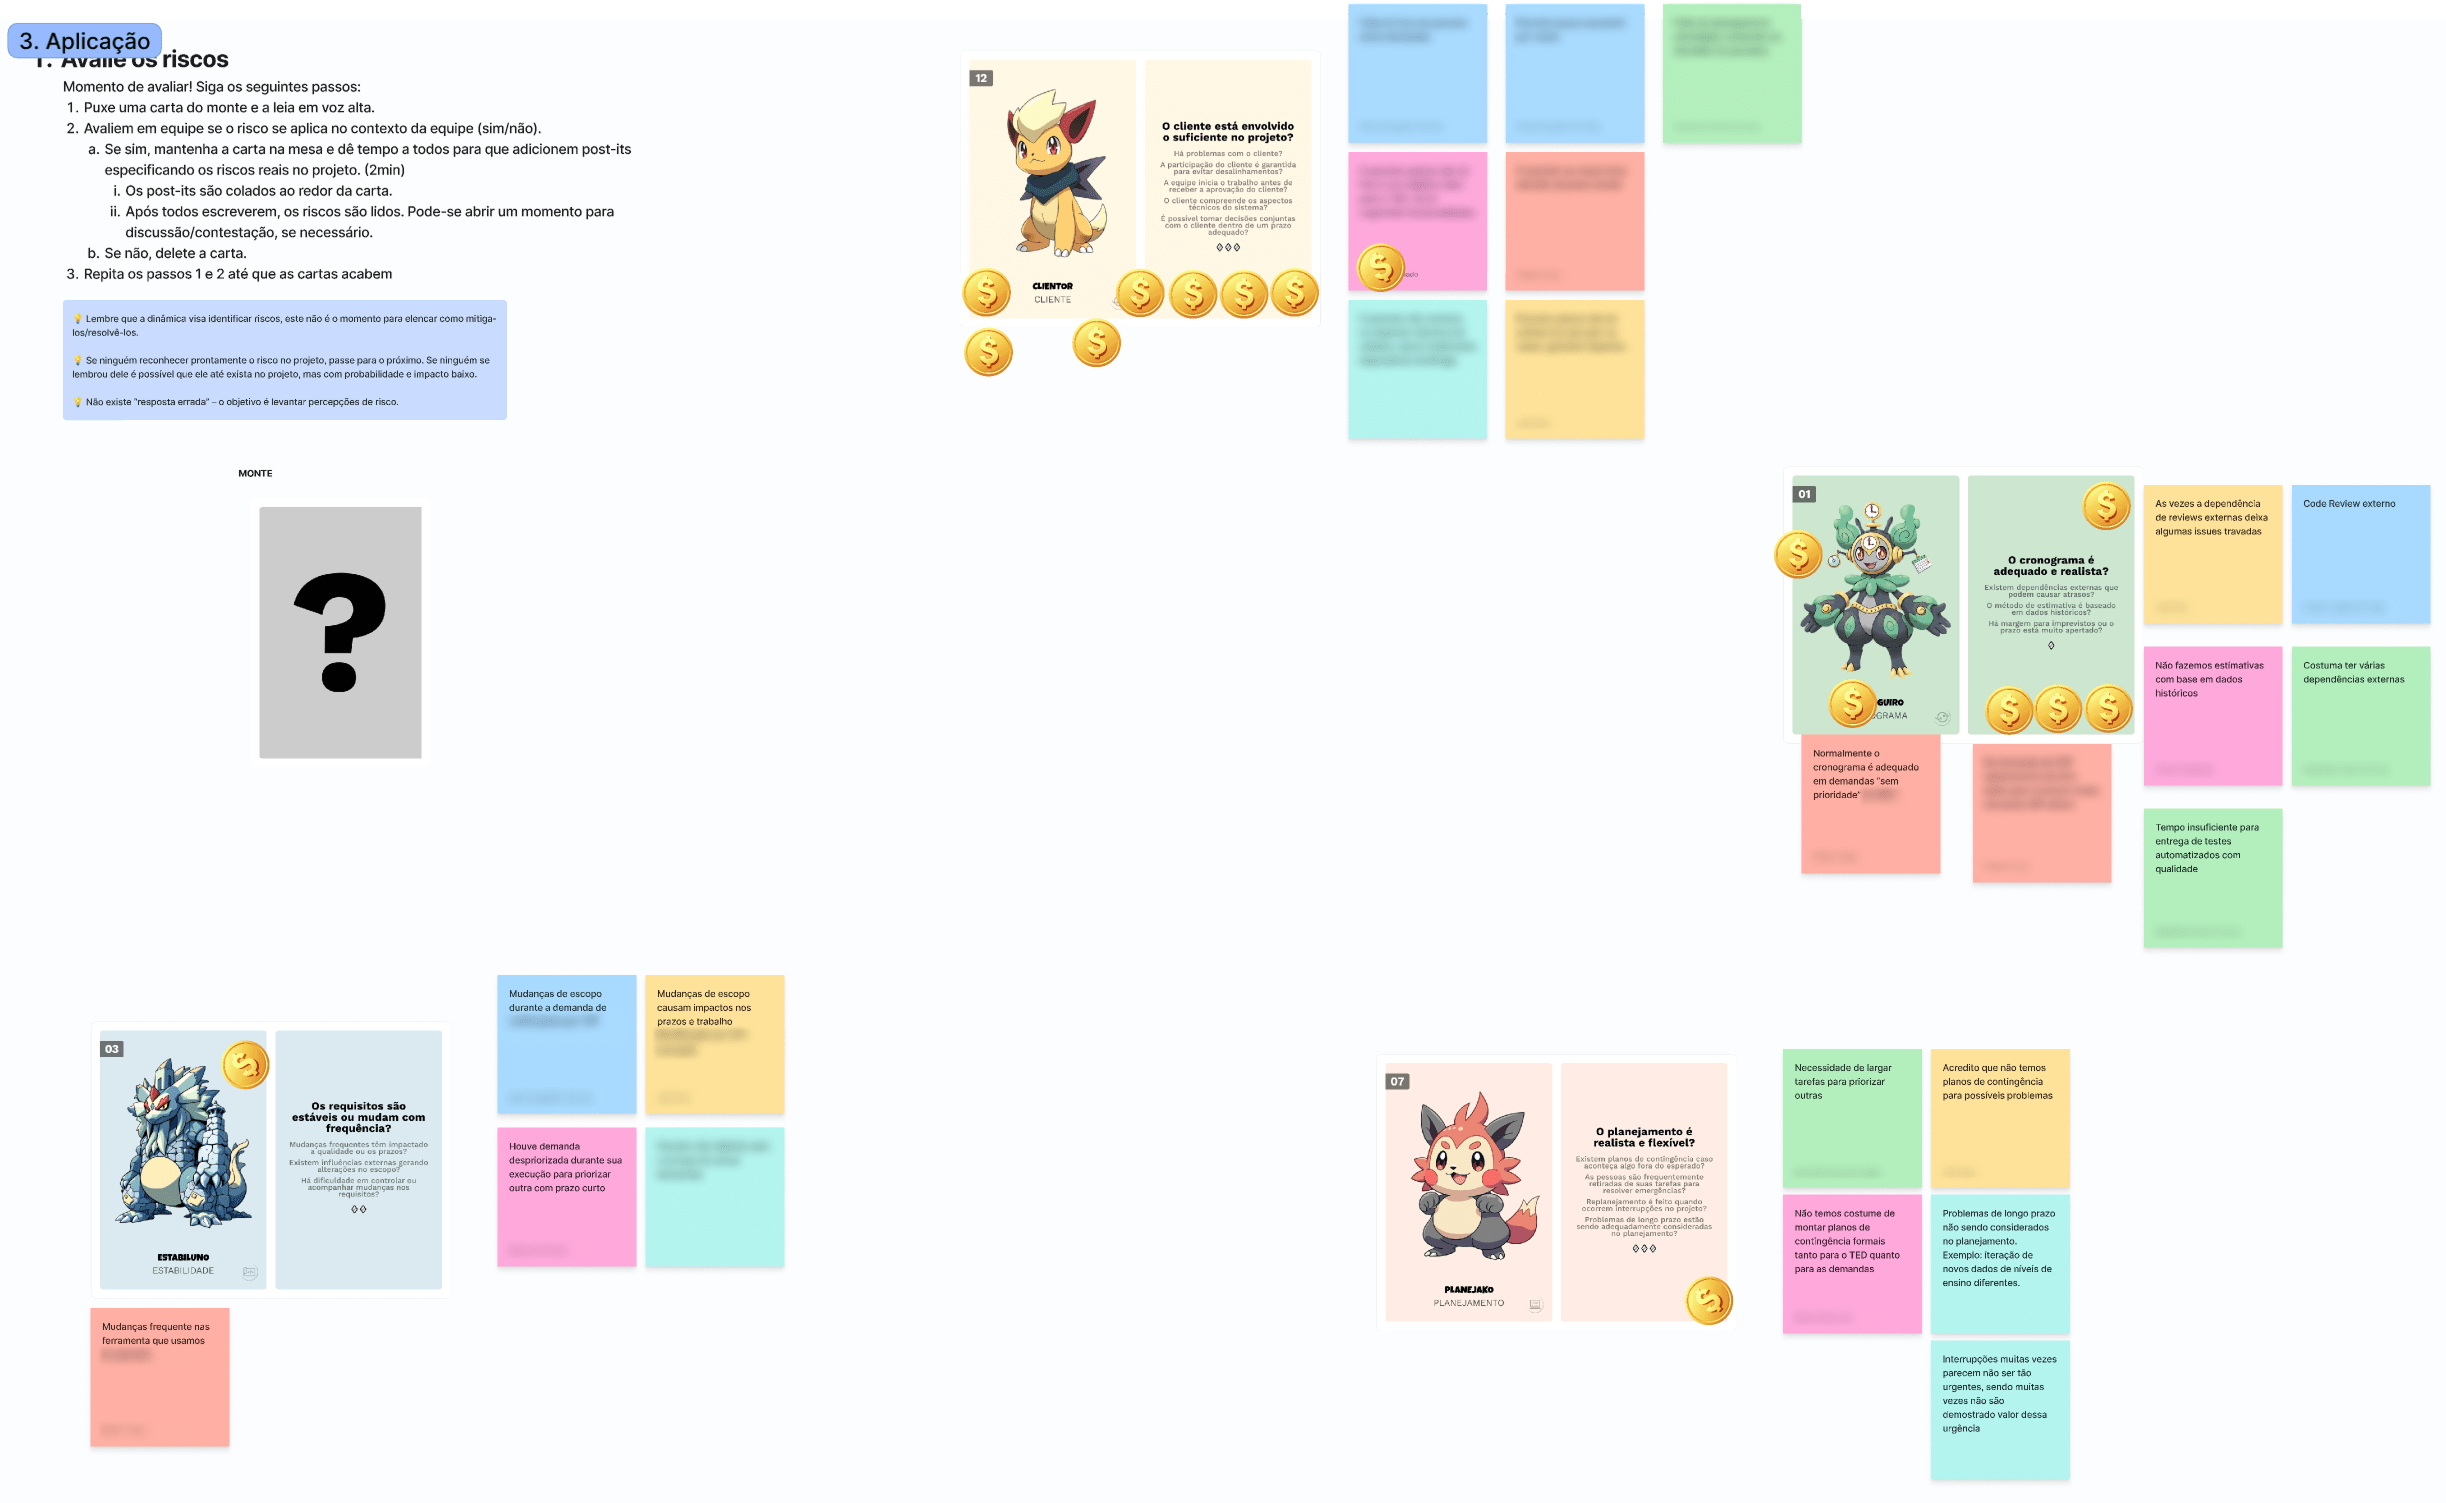 3. Aplicação
1. Avalie os riscos
Momento de avaliar! Siga os seguintes passos:
1. Puxe uma carta do monte e a leia em voz alta.
2. Avaliem em equipe se o risco se aplica no contexto da equipe (sim/não).
a. Se sim, mantenha a carta na mesa e dê tempo a todos para que adicionem post-its
especificando os riscos reais no projeto. (2min)
i. Os post-its são colados ao redor da carta.
ii. Após todos escreverem, os riscos são lidos. Pode-se abrir um momento para
discussão/contestação, se necessário.
b. Se não, delete a carta.
3. Repita os passos 1 e 2 até que as cartas acabem
Lembre que a dinâmica visa identificar riscos, este não é o momento para elencar como mitiga-
los/resolvê-los.
Se ninguém reconhecer prontamente o risco no projeto, passe para o próximo. Se ninguém se
lembrou dele é possível que ele até exista no projeto, mas com probabilidade e impacto baixo.
Não existe "resposta errada" – o objetivo é levantar percepções de risco.
MONTE
?
12
CLIENTOR
CLIENTE
O cliente está envolvido
o suficiente no projeto?
Há problemas com o cliente?
A participação do cliente é garantida
para evitar desalinhamentos?
A equipe inicia o trabalho antes de
receber a aprovação do cliente?
O cliente compreende os aspectos
técnicos do sistema?
É possível tomar decisões conjuntas
com o cliente dentro de um prazo
adequado?
01
GUIRO
GRAMA
O cronograma é
adequado e realista?
Existem dependências externas que
podem causar atrasos?
O método de estimativa é baseado
em dados históricos?
Há margem para imprevistos ou o
prazo está muito apertado?
As vezes a dependência
de reviews externas deixa
algumas issues travadas
Code Review externo
Não fazemos estimativas
com base em dados
históricos
Costuma ter várias
dependências externas
Normalmente o
cronograma é adequado
em demandas "sem
prioridade"
Tempo insuficiente para
entrega de testes
automatizados com
qualidade
03
ESTABILUNO
ESTABILIDADE
Os requisitos são
estáveis ou mudam com
frequência?
Mudanças frequentes têm impactado
a qualidade ou os prazos?
Existem influências externas gerando
alterações no escopo?
Há dificuldade em controlar ou
acompanhar mudanças nos
requisitos?
Mudanças de escopo
durante a demanda de
Mudanças de escopo
causam impactos nos
prazos e trabalho
Houve demanda
despriorizada durante sua
execução para priorizar
outra com prazo curto
Mudanças frequente nas
ferramenta que usamos
07
PLANEJAKO
PLANEJAMENTO
O planejamento é
realista e flexível?
Existem planos de contingência caso
aconteça algo fora do esperado?
As pessoas são frequentemente
retiradas de suas tarefas para
resolver emergências?
Replanejamento é feito quando
ocorrem interrupções no projeto?
Problemas de longo prazo estão
sendo adequadamente consideradas
no planejamento?
Necessidade de largar
tarefas para priorizar
outras
Acredito que não temos
planos de contingência
para possíveis problemas
Não temos costume de
montar planos de
contingência formais
tanto para o TED quanto
para as demandas
Problemas de longo prazo
não sendo considerados
no planejamento.
Exemplo: iteração de
novos dados de níveis de
ensino diferentes.
Interrupções muitas vezes
parecem não ser tão
urgentes, sendo muitas
vezes não são
demostrado valor dessa
urgência